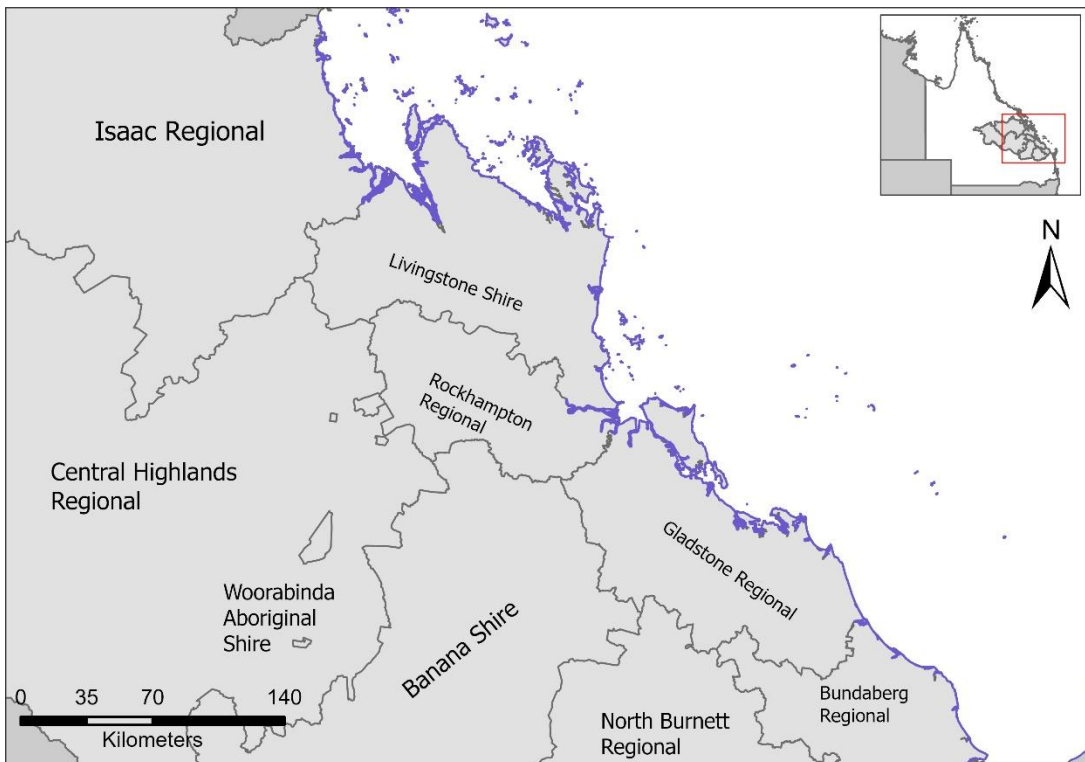 Isaac Regional
N
Livingstone Shire
Rockhampton
Regional
Central Highlands
Regional
Gladstone Regional
Woorabinda
Aboriginal
Shire
Banana Shire
Bundaberg
Regional
North Burnett
Regional
0 35 70 140
Kilometers